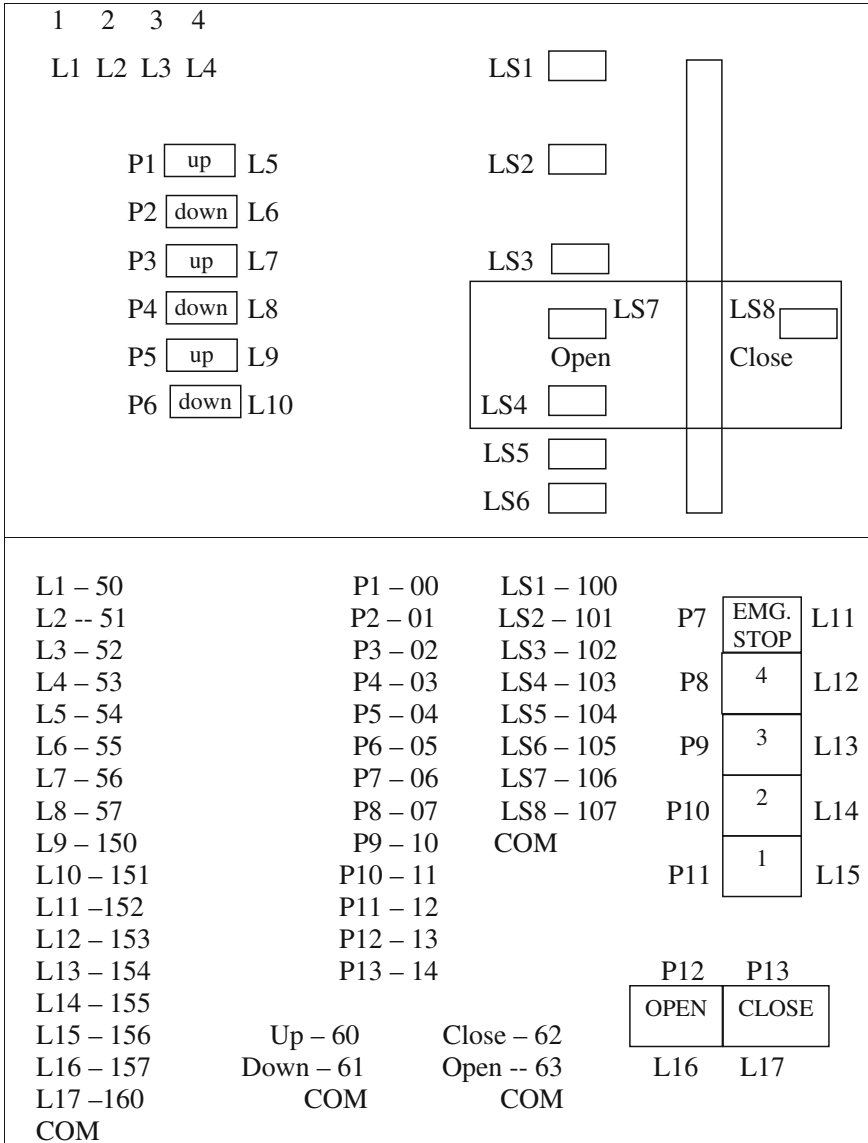 1 2 3 4
L1 L2 L3 L4
LS1
P1 up L5
LS2
P2 down L6
P3 up L7
LS3
P4 down L8
LS7
LS8
P5 up L9
Open
Close
P6 down L10
LS4
LS5
LS6
L1 – 50
L2 -- 51
L3 – 52
L4 – 53
L5 – 54
L6 – 55
L7 – 56
L8 – 57
L9 – 150
L10 – 151
L11 –152
L12 – 153
L13 – 154
L14 – 155
L15 – 156
L16 – 157
L17 –160
COM
P1 – 00
P2 – 01
P3 – 02
P4 – 03
P5 – 04
P6 – 05
P7 – 06
P8 – 07
P9 – 10
P10 – 11
P11 – 12
P12 – 13
P13 – 14
Up – 60
Down – 61
COM
LS1 – 100
LS2 – 101
LS3 – 102
LS4 – 103
LS5 – 104
LS6 – 105
LS7 – 106
LS8 – 107
COM
Close – 62
Open -- 63
COM
P7 EMG. L11
STOP
P8 4 L12
P9 3 L13
P10 2 L14
P11 1 L15
P12 P13
OPEN CLOSE
L16 L17